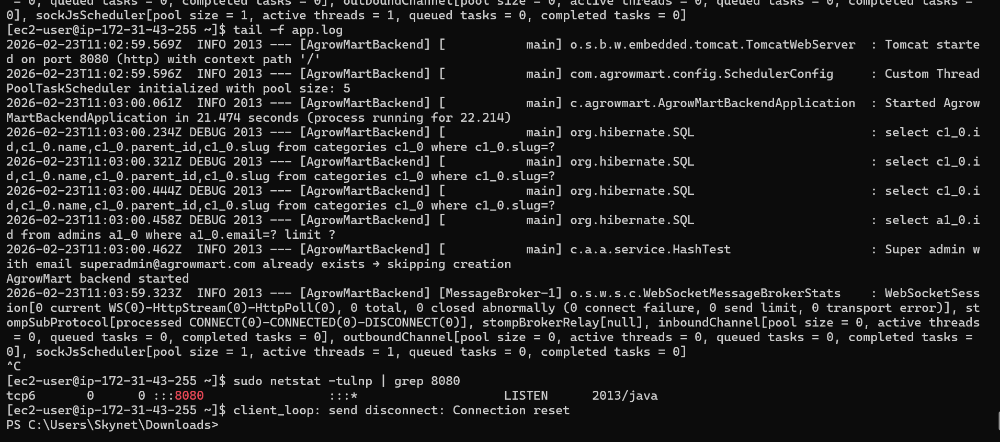 = 0, queued tasks = 0, completed tasks = 0], outboundChannel[pool size = 0, active threads = 0, queued tasks = 0, completed tasks =
0], sockJsScheduler[pool size = 1, active threads = 1, queued tasks = 0, completed tasks = 0]
[ec2-user@ip-172-31-43-255 ~]$ tail -f app.log
2026-02-23T11:02:59.569Z  INFO 2013 --- [AgrowMartBackend] [           main] o.s.b.w.embedded.tomcat.TomcatWebServer  : Tomcat starte
d on port 8080 (http) with context path '/'
2026-02-23T11:02:59.596Z  INFO 2013 --- [AgrowMartBackend] [           main] com.agrowmart.config.SchedulerConfig     : Custom Thread
PoolTaskScheduler initialized with pool size: 5
2026-02-23T11:03:00.061Z  INFO 2013 --- [AgrowMartBackend] [           main] c.agrowmart.AgrowMartBackendApplication  : Started Agrow
MartBackendApplication in 21.474 seconds (process running for 22.214)
2026-02-23T11:03:00.234Z DEBUG 2013 --- [AgrowMartBackend] [           main] org.hibernate.SQL                        : select c1_0.i
d,c1_0.name,c1_0.parent_id,c1_0.slug from categories c1_0 where c1_0.slug=?
2026-02-23T11:03:00.321Z DEBUG 2013 --- [AgrowMartBackend] [           main] org.hibernate.SQL                        : select c1_0.i
d,c1_0.name,c1_0.parent_id,c1_0.slug from categories c1_0 where c1_0.slug=?
2026-02-23T11:03:00.444Z DEBUG 2013 --- [AgrowMartBackend] [           main] org.hibernate.SQL                        : select c1_0.i
d,c1_0.name,c1_0.parent_id,c1_0.slug from categories c1_0 where c1_0.slug=?
2026-02-23T11:03:00.458Z DEBUG 2013 --- [AgrowMartBackend] [           main] org.hibernate.SQL                        : select a1_0.i
d from admins a1_0 where a1_0.email=? limit ?
2026-02-23T11:03:00.462Z  INFO 2013 --- [AgrowMartBackend] [           main] c.a.a.service.HashTest                   : Super admin w
ith email superadmin@agrowmart.com already exists → skipping creation
AgrowMart backend started
2026-02-23T11:03:59.323Z  INFO 2013 --- [AgrowMartBackend] [MessageBroker-1] o.s.w.s.c.WebSocketMessageBrokerStats    : WebSocketSess
ion[0 current WS(0)-HttpStream(0)-HttpPoll(0), 0 total, 0 closed abnormally (0 connect failure, 0 send limit, 0 transport error)], st
ompSubProtocol[processed CONNECT(0)-CONNECTED(0)-DISCONNECT(0)], stompBrokerRelay[null], inboundChannel[pool size = 0, active threads
 = 0, queued tasks = 0, completed tasks = 0], outboundChannel[pool size = 0, active threads = 0, queued tasks = 0, completed tasks =
0], sockJsScheduler[pool size = 1, active threads = 1, queued tasks = 0, completed tasks = 0]
^C
[ec2-user@ip-172-31-43-255 ~]$ sudo netstat -tulnp | grep 8080
tcp6       0      0 :::8080                 :::*                    LISTEN      2013/java
[ec2-user@ip-172-31-43-255 ~]$ client_loop: send disconnect: Connection reset
PS C:\Users\Skynet\Downloads>